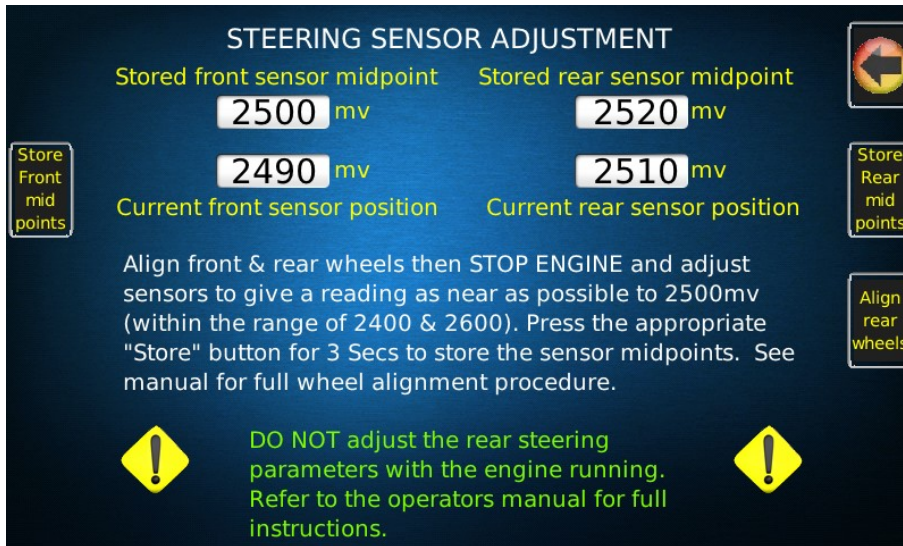 STEERING SENSOR ADJUSTMENT
Stored front sensor midpoint
Stored rear sensor midpoint
2500 mv
2520 mv
Store
Front
mid
points
2490 mv
2510 mv
Store
Rear
mid
points
Current front sensor position
Current rear sensor position
Align front & rear wheels then STOP ENGINE and adjust
sensors to give a reading as near as possible to 2500mv
(within the range of 2400 & 2600). Press the appropriate
"Store" button for 3 Secs to store the sensor midpoints.  See
manual for full wheel alignment procedure.
Align
rear
wheels
DO NOT adjust the rear steering
parameters with the engine running.
Refer to the operators manual for full
instructions.